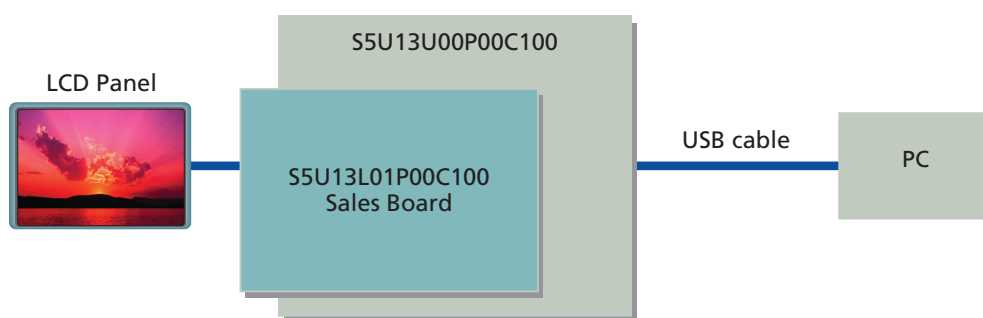 S5U13U00P00C100
LCD Panel
S5U13L01P00C100
Sales Board
USB cable
PC